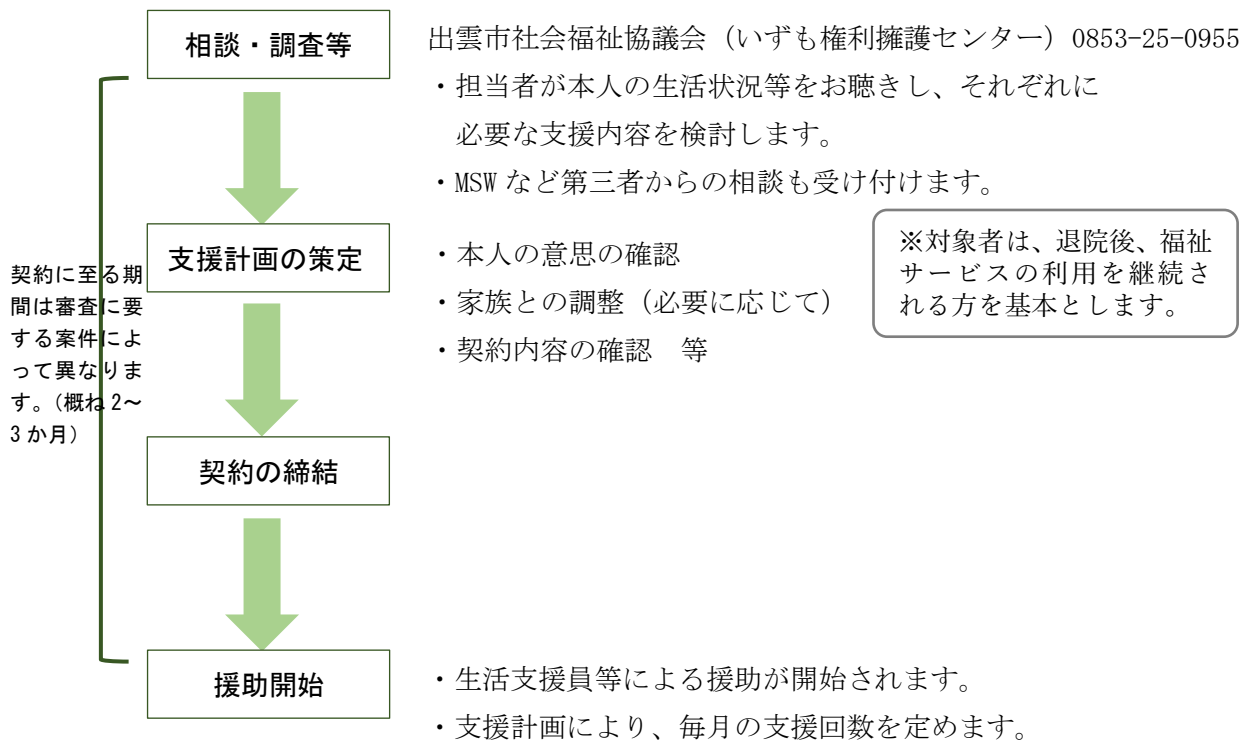 相談・調査等
出雲市社会福祉協議会（いずも権利擁護センター）0853-25-0955
・担当者が本人の生活状況等をお聴きし、それぞれに
必要な支援内容を検討します。
・MSWなど第三者からの相談も受け付けます。
支援計画の策定
・本人の意思の確認
・家族との調整（必要に応じて）
・契約内容の確認　等
※対象者は、退院後、福祉
サービスの利用を継続さ
れる方を基本とします。
契約に至る期
間は審査に要
する案件によ
って異なりま
す。（概ね2～
3か月）
契約の締結
援助開始
・生活支援員等による援助が開始されます。
・支援計画により、毎月の支援回数を定めます。